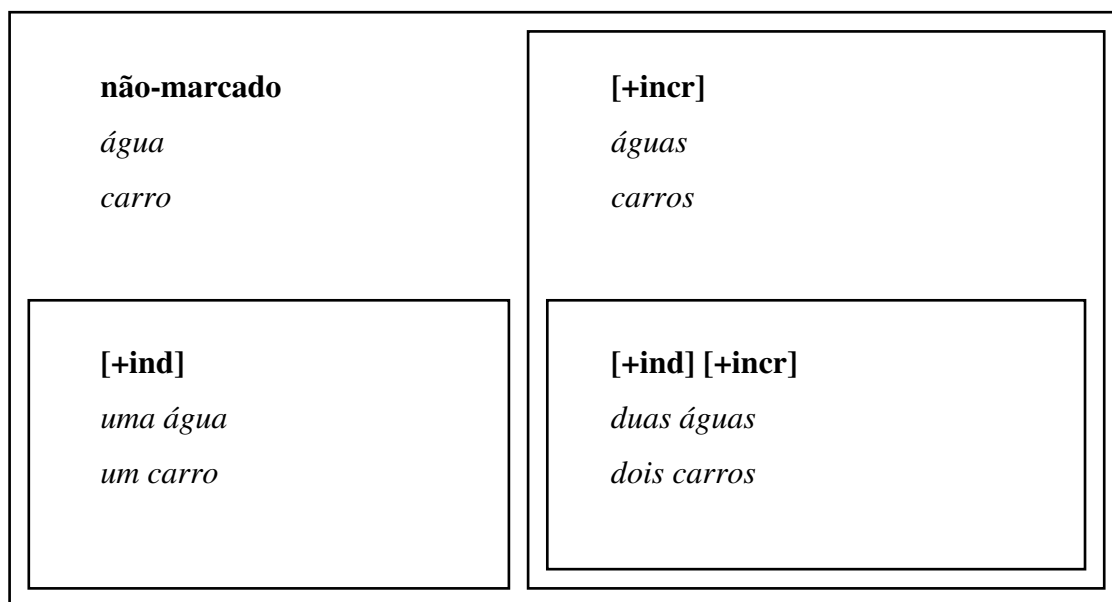 não-marcado
água
carro
[+incr]
águas
carros
[+ind]
uma água
um carro
[+ind] [+incr]
duas águas
dois carros